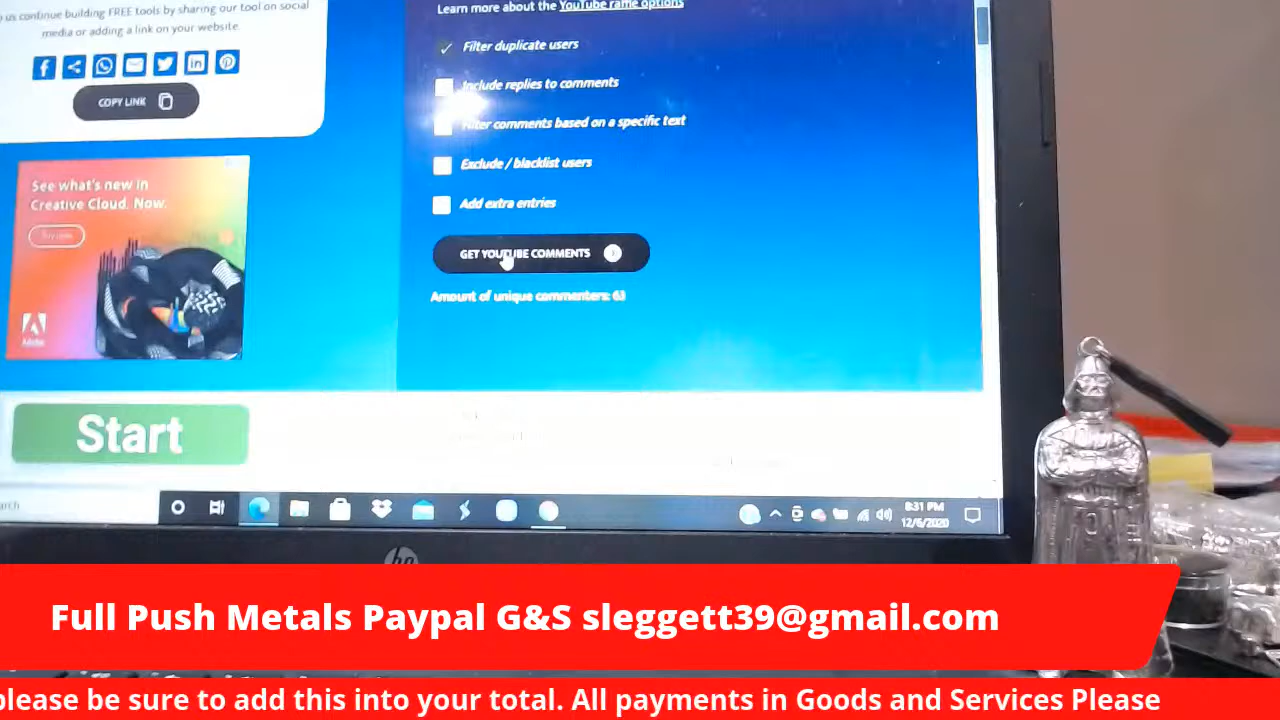 us continue building FREE tools by sharing our tool on social
media or adding a link on your website.
COPY LINK
See what's new in
Creative Cloud. Now.
Adobe
Learn more about the YouTube raffle options
Filter duplicate users
Include replies to comments
Filter comments based on a specific text
Exclude / blacklist users
Add extra entries
GET YOUTUBE COMMENTS
Amount of unique commenters: 63
Start
arch
8:31 PM
12/6/2020
hp
Full Push Metals Paypal G&S sleggett39@gmail.com
please be sure to add this into your total. All payments in Goods and Services Please